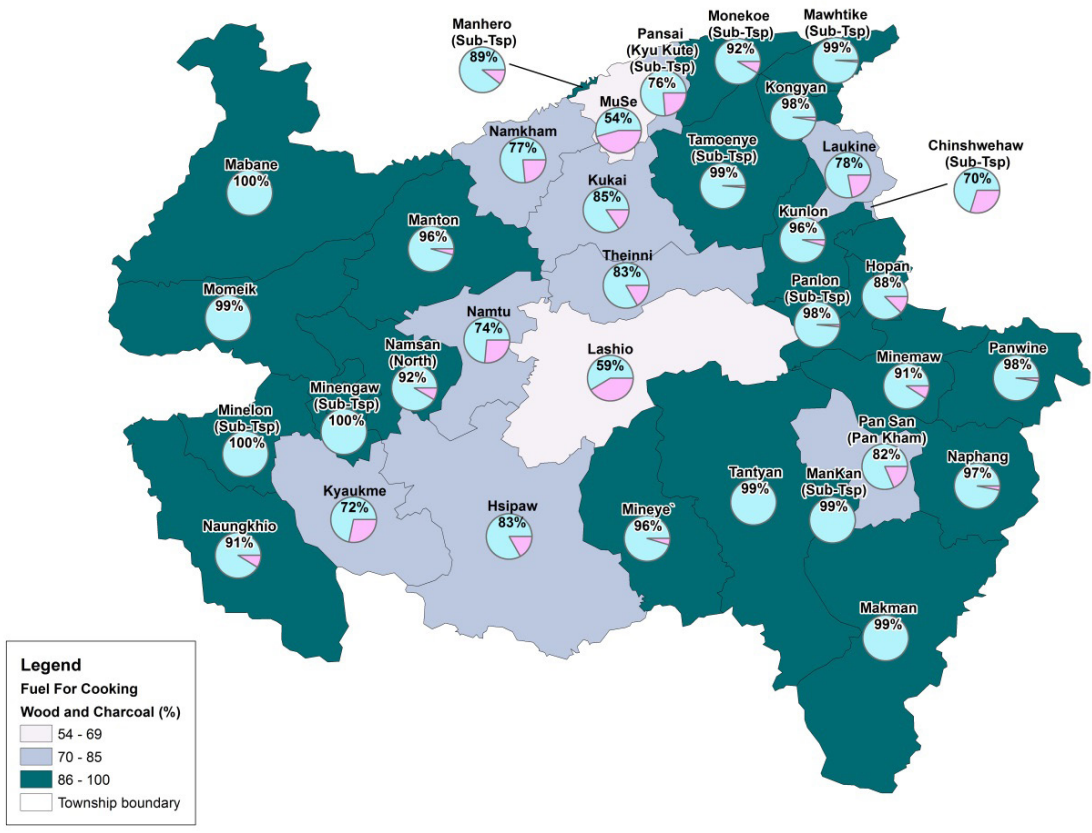 Manhero
(Sub-Tsp)
89%
Pansai
(Kyu Kute)
(Sub-Tsp)
76%
Monekoe
(Sub-Tsp)
92%
Mawhtike
(Sub-Tsp)
99%
Kongyan
98%
MuSe
54%
Namkham
77%
Tamoenye
(Sub-Tsp)
99%
Laukine
78%
Chinshwehaw
(Sub-Tsp)
70%
Mabane
100%
Kukai
85%
Manton
96%
Kunlon
96%
Theinni
83%
Hopan
88%
Panlon
(Sub-Tsp)
98%
Momeik
99%
Namtu
74%
Namsan
(North)
92%
Lashio
59%
Minemaw
91%
Panwine
98%
Minengaw
(Sub-Tsp)
100%
Minelon
(Sub-Tsp)
100%
Pan San
(Pan Kham)
82%
Naphang
97%
Tantyan
99%
ManKan
(Sub-Tsp)
99%
Kyaukme
72%
Hsipaw
83%
Mineye`
96%
Naungkhio
91%
Makman
99%
Legend
Fuel For Cooking
Wood and Charcoal (%)
54 - 69
70 - 85
86 - 100
Township boundary